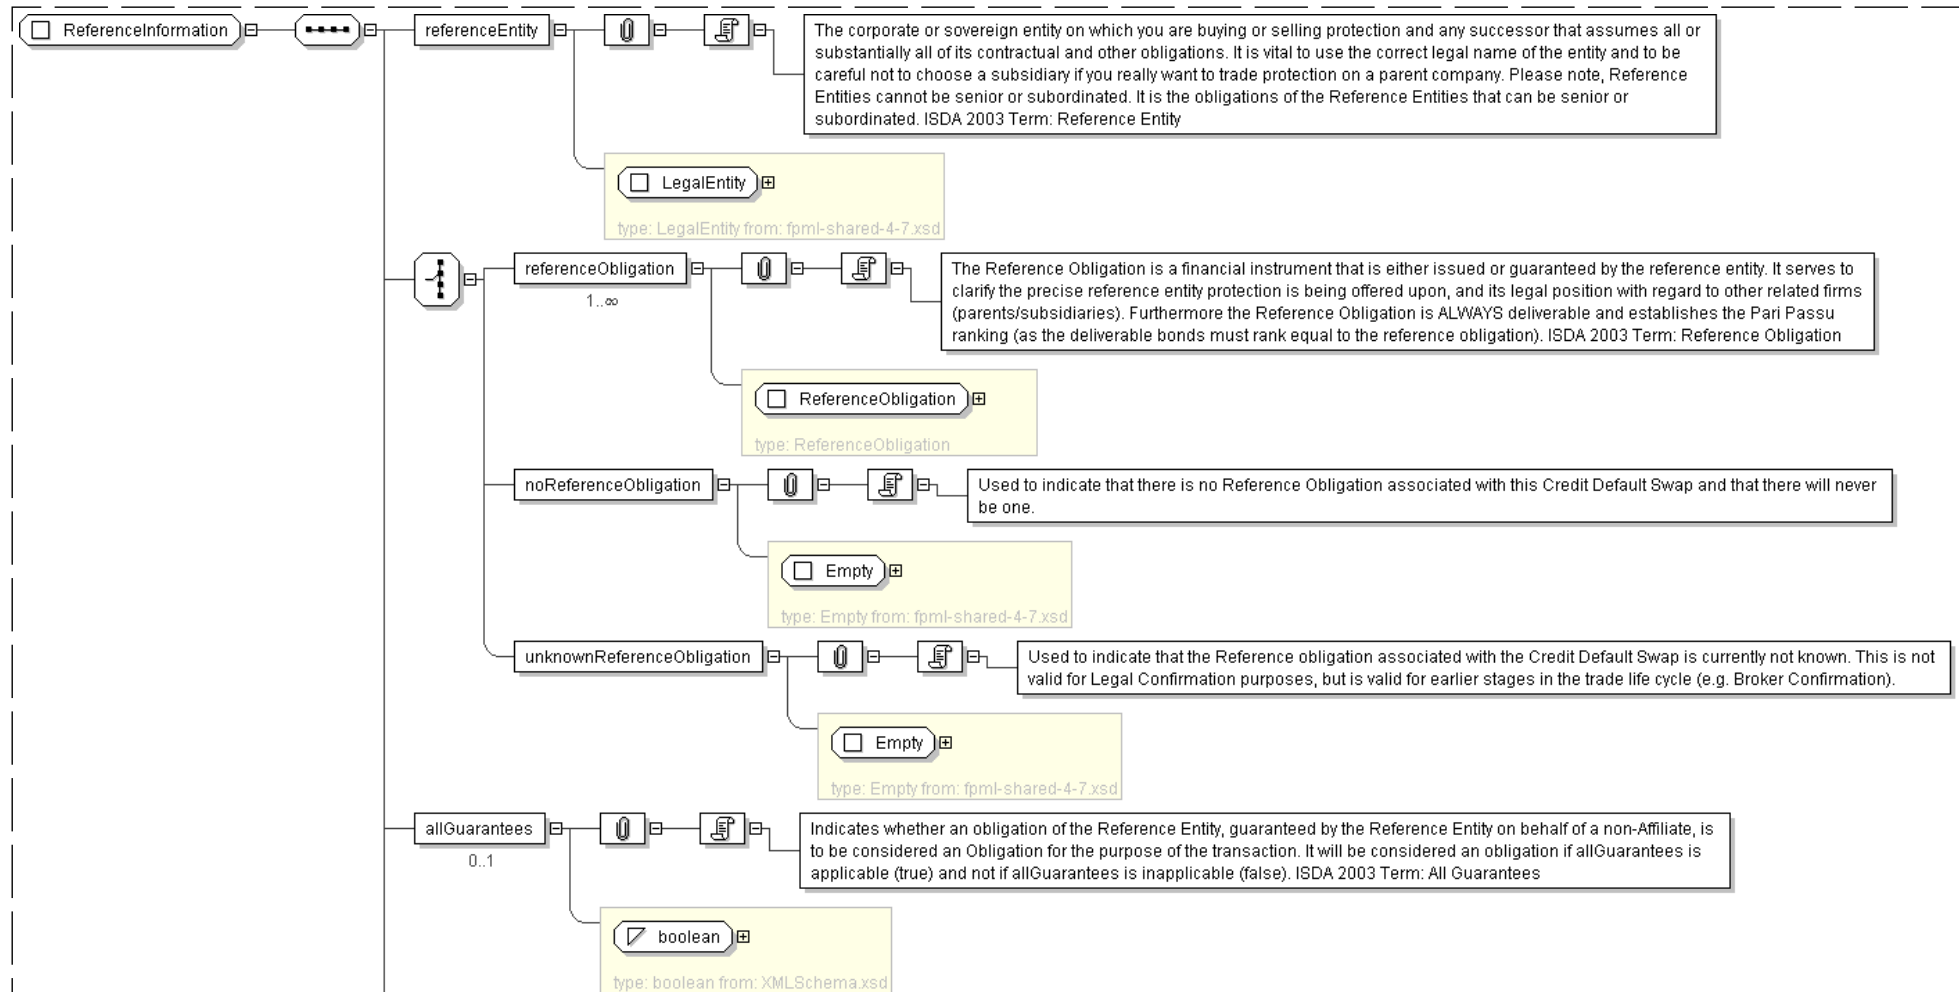 ReferenceInformation
referenceEntity
The corporate or sovereign entity on which you are buying or selling protection and any successor that assumes all or
substantially all of its contractual and other obligations. It is vital to use the correct legal name of the entity and to be
careful not to choose a subsidiary if you really want to trade protection on a parent company. Please note, Reference
Entities cannot be senior or subordinated. It is the obligations of the Reference Entities that can be senior or
subordinated. ISDA 2003 Term: Reference Entity
LegalEntity
type: LegalEntity from: fpml-shared-4-7.xsd
referenceObligation
1..∞
The Reference Obligation is a financial instrument that is either issued or guaranteed by the reference entity. It serves to
clarify the precise reference entity protection is being offered upon, and its legal position with regard to other related firms
(parents/subsidiaries). Furthermore the Reference Obligation is ALWAYS deliverable and establishes the Pari Passu
ranking (as the deliverable bonds must rank equal to the reference obligation). ISDA 2003 Term: Reference Obligation
ReferenceObligation
type: ReferenceObligation
noReferenceObligation
Used to indicate that there is no Reference Obligation associated with this Credit Default Swap and that there will never
be one.
Empty
type: Empty from: fpml-shared-4-7.xsd
unknownReferenceObligation
Used to indicate that the Reference obligation associated with the Credit Default Swap is currently not known. This is not
valid for Legal Confirmation purposes, but is valid for earlier stages in the trade life cycle (e.g. Broker Confirmation).
Empty
type: Empty from: fpml-shared-4-7.xsd
allGuarantees
0..1
Indicates whether an obligation of the Reference Entity, guaranteed by the Reference Entity on behalf of a non-Affiliate, is
to be considered an Obligation for the purpose of the transaction. It will be considered an obligation if allGuarantees is
applicable (true) and not if allGuarantees is inapplicable (false). ISDA 2003 Term: All Guarantees
boolean
type: boolean from: XMLSchema.xsd